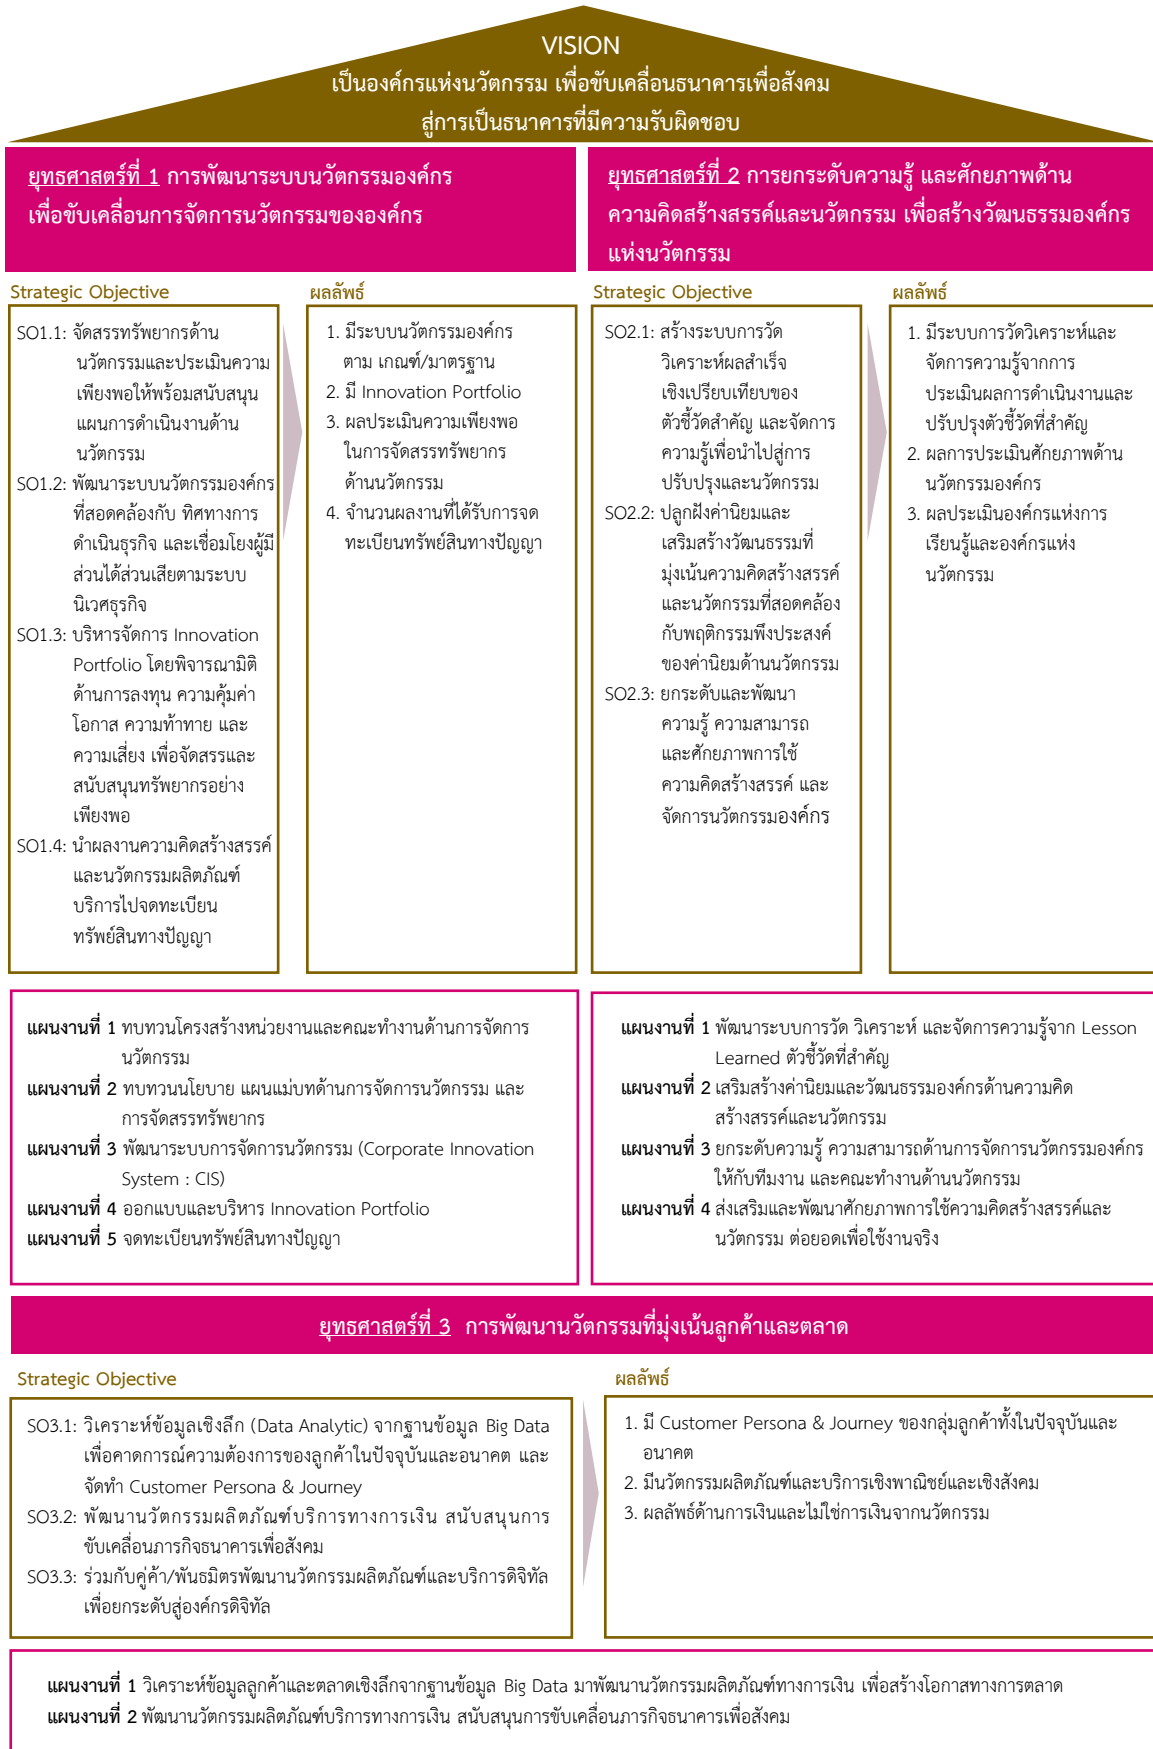 VISION
เป็นองค์กรแห่งนวัตกรรม เพื่อขับเคลื่อนธนาคารเพื่อสังคม
สู่การเป็นธนาคารที่มีความรับผิดชอบ
ยุทธศาสตร์ที่ 1 การพัฒนาระบบนวัตกรรมองค์กร
เพื่อขับเคลื่อนการจัดการนวัตกรรมขององค์กร
Strategic Objective
SO1.1: จัดสรรทรัพยากรด้าน
นวัตกรรมและประเมินความ
เพียงพอให้พร้อมสนับสนุน
แผนการดำเนินงานด้าน
นวัตกรรม
SO1.2: พัฒนาระบบนวัตกรรมองค์กร
ที่สอดคล้องกับ ทิศทางการ
ดำเนินธุรกิจ และเชื่อมโยงผู้มี
ส่วนได้ส่วนเสียตามระบบ
นิเวศธุรกิจ
SO1.3: บริหารจัดการ Innovation
Portfolio โดยพิจารณามิติ
ด้านการลงทุน ความคุ้มค่า
โอกาส ความท้าทาย และ
ความเสี่ยง เพื่อจัดสรรและ
สนับสนุนทรัพยากรอย่าง
เพียงพอ
SO1.4: นำผลงานความคิดสร้างสรรค์
และนวัตกรรมผลิตภัณฑ์
บริการไปจดทะเบียน
ทรัพย์สินทางปัญญา
ผลลัพธ์
1. มีระบบนวัตกรรมองค์กร
ตาม เกณฑ์/มาตรฐาน
2. มี Innovation Portfolio
3. ผลประเมินความเพียงพอ
ในการจัดสรรทรัพยากร
ด้านนวัตกรรม
4. จำนวนผลงานที่ได้รับการจด
ทะเบียนทรัพย์สินทางปัญญา
แผนงานที่ 1 ทบทวนโครงสร้างหน่วยงานและคณะทำงานด้านการจัดการ
นวัตกรรม
แผนงานที่ 2 ทบทวนนโยบาย แผนแม่บทด้านการจัดการนวัตกรรม และ
การจัดสรรทรัพยากร
แผนงานที่ 3 พัฒนาระบบการจัดการนวัตกรรม (Corporate Innovation
System : CIS)
แผนงานที่ 4 ออกแบบและบริหาร Innovation Portfolio
แผนงานที่ 5 จดทะเบียนทรัพย์สินทางปัญญา
ยุทธศาสตร์ที่ 2 การยกระดับความรู้ และศักยภาพด้าน
ความคิดสร้างสรรค์และนวัตกรรม เพื่อสร้างวัฒนธรรมองค์กร
แห่งนวัตกรรม
Strategic Objective
SO2.1: สร้างระบบการวัด
วิเคราะห์ผลสำเร็จ
เชิงเปรียบเทียบของ
ตัวชี้วัดสำคัญ และจัดการ
ความรู้เพื่อนำไปสู่การ
ปรับปรุงและนวัตกรรม
SO2.2: ปลูกฝังค่านิยมและ
เสริมสร้างวัฒนธรรมที่
มุ่งเน้นความคิดสร้างสรรค์
และนวัตกรรมที่สอดคล้อง
กับพฤติกรรมพึงประสงค์
ของค่านิยมด้านนวัตกรรม
SO2.3: ยกระดับและพัฒนา
ความรู้ ความสามารถ
และศักยภาพการใช้
ความคิดสร้างสรรค์ และ
จัดการนวัตกรรมองค์กร
ผลลัพธ์
1. มีระบบการวัดวิเคราะห์และ
จัดการความรู้จากการ
ประเมินผลการดำเนินงานและ
ปรับปรุงตัวชี้วัดที่สำคัญ
2. ผลการประเมินศักยภาพด้าน
นวัตกรรมองค์กร
3. ผลประเมินองค์กรแห่งการ
เรียนรู้และองค์กรแห่ง
นวัตกรรม
แผนงานที่ 1 พัฒนาระบบการวัด วิเคราะห์ และจัดการความรู้จาก Lesson
Learned ตัวชี้วัดที่สำคัญ
แผนงานที่ 2 เสริมสร้างค่านิยมและวัฒนธรรมองค์กรด้านความคิด
สร้างสรรค์และนวัตกรรม
แผนงานที่ 3 ยกระดับความรู้ ความสามารถด้านการจัดการนวัตกรรมองค์กร
ให้กับทีมงาน และคณะทำงานด้านนวัตกรรม
แผนงานที่ 4 ส่งเสริมและพัฒนาศักยภาพการใช้ความคิดสร้างสรรค์และ
นวัตกรรม ต่อยอดเพื่อใช้งานจริง
ยุทธศาสตร์ที่ 3 การพัฒนานวัตกรรมที่มุ่งเน้นลูกค้าและตลาด
Strategic Objective
SO3.1: วิเคราะห์ข้อมูลเชิงลึก (Data Analytic) จากฐานข้อมูล Big Data
เพื่อคาดการณ์ความต้องการของลูกค้าในปัจจุบันและอนาคต และ
จัดทำ Customer Persona & Journey
SO3.2: พัฒนานวัตกรรมผลิตภัณฑ์บริการทางการเงิน สนับสนุนการ
ขับเคลื่อนภารกิจธนาคารเพื่อสังคม
SO3.3: ร่วมกับคู่ค้า/พันธมิตรพัฒนานวัตกรรมผลิตภัณฑ์และบริการดิจิทัล
เพื่อยกระดับสู่องค์กรดิจิทัล
ผลลัพธ์
1. มี Customer Persona & Journey ของกลุ่มลูกค้าทั้งในปัจจุบันและ
อนาคต
2. มีนวัตกรรมผลิตภัณฑ์และบริการเชิงพาณิชย์และเชิงสังคม
3. ผลลัพธ์ด้านการเงินและไม่ใช่การเงินจากนวัตกรรม
แผนงานที่ 1 วิเคราะห์ข้อมูลลูกค้าและตลาดเชิงลึกจากฐานข้อมูล Big Data มาพัฒนานวัตกรรมผลิตภัณฑ์ทางการเงิน เพื่อสร้างโอกาสทางการตลาด
แผนงานที่ 2 พัฒนานวัตกรรมผลิตภัณฑ์บริการทางการเงิน สนับสนุนการขับเคลื่อนภารกิจธนาคารเพื่อสังคม